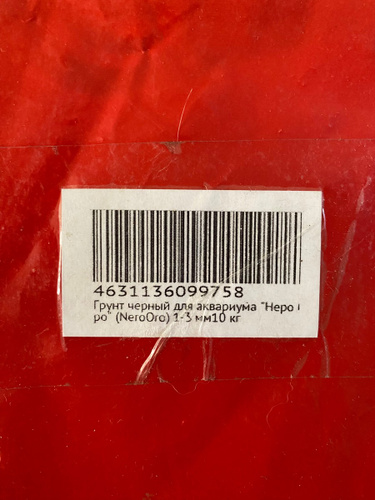 4631136099758
Грунт черный для аквариума "Неро
ро" (NeroOro) 1-3 мм10 кг